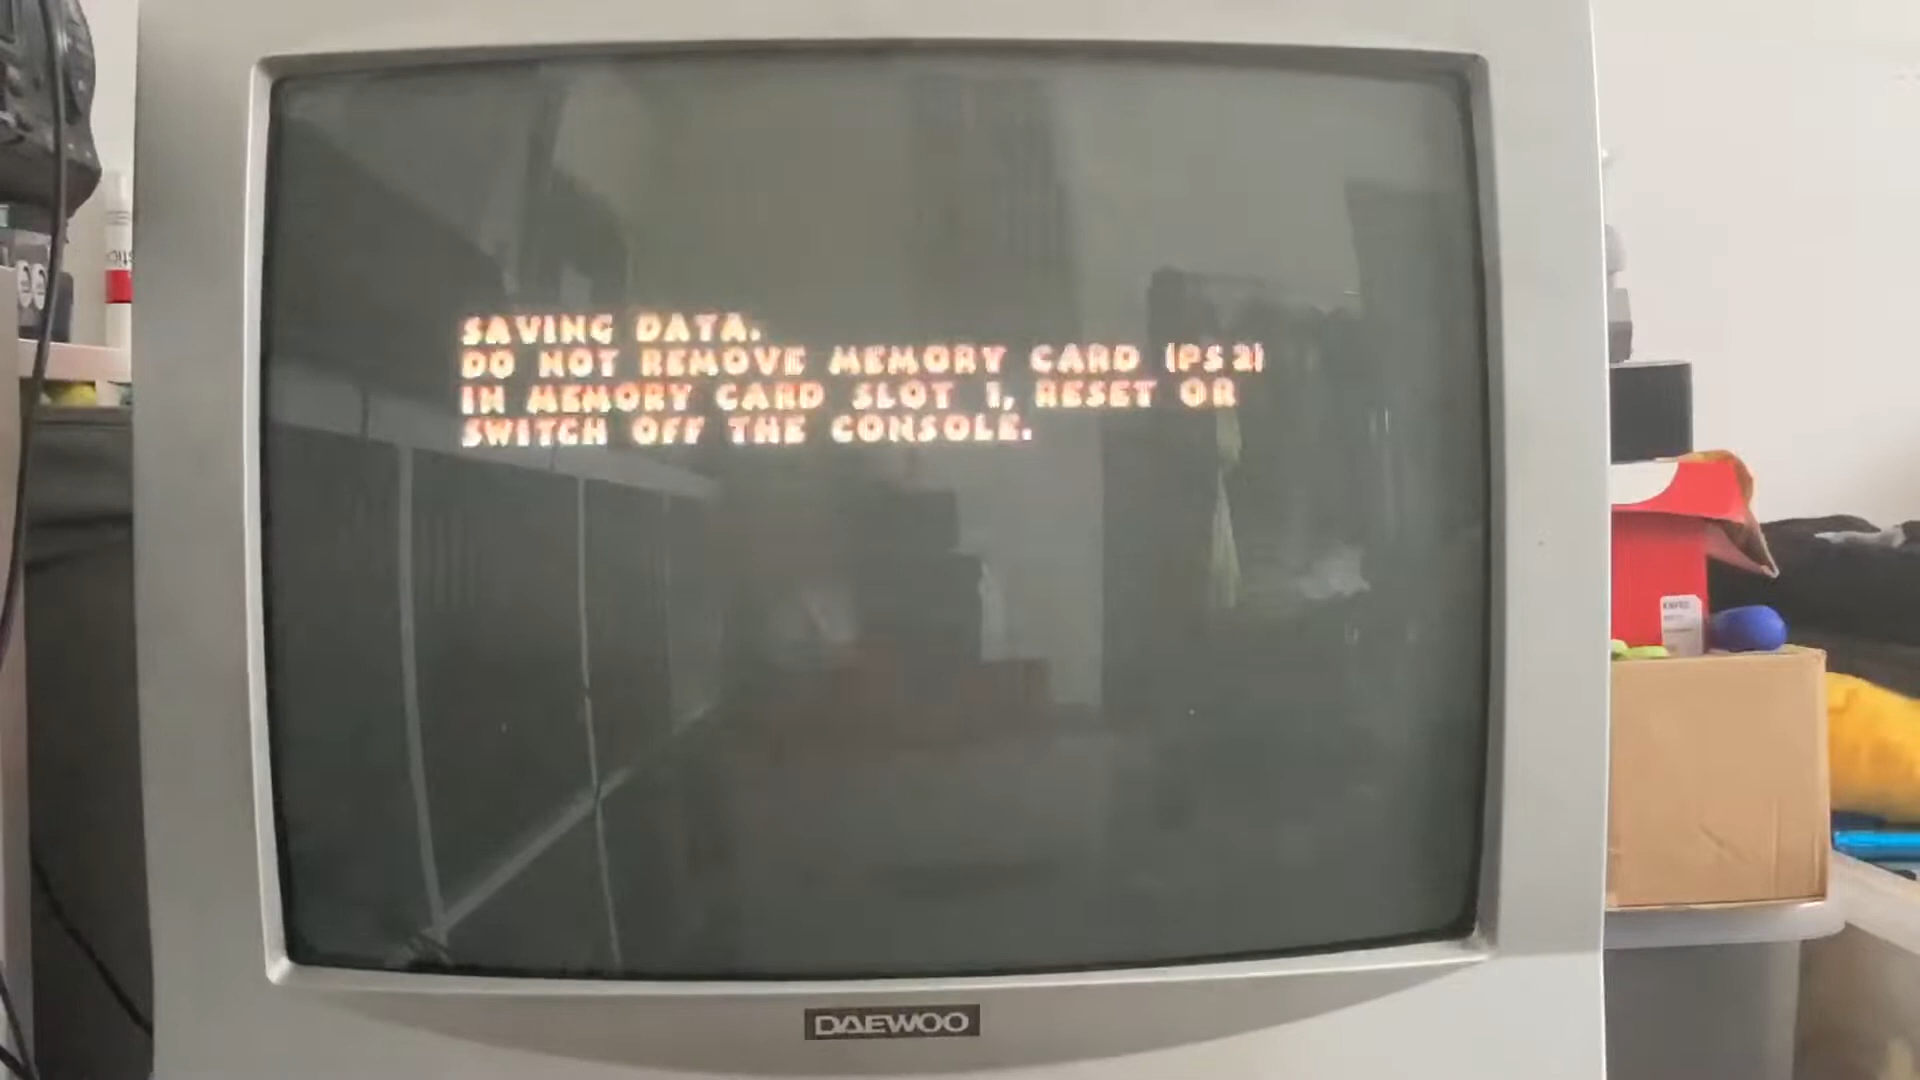 SAVING DATA.
DO NOT REMOVE MEMORY CARD (PS2)
IN MEMORY CARD SLOT 1, RESET OR
SWITCH OFF THE CONSOLE.
DAEWOO